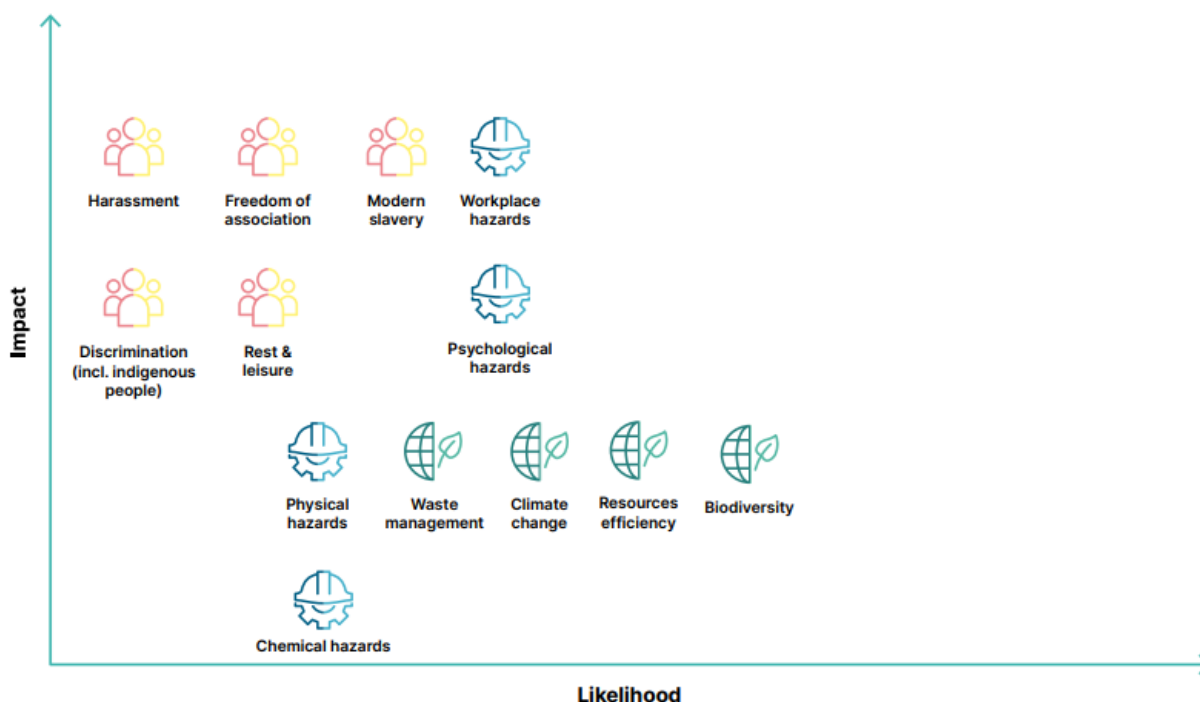 Impact
Harassment
Freedom of
association
Modern
slavery
Workplace
hazards
Discrimination
(incl. indigenous
people)
Rest &
leisure
Psychological
hazards
Physical
hazards
Waste
management
Climate
change
Resources
efficiency
Biodiversity
Chemical hazards
Likelihood